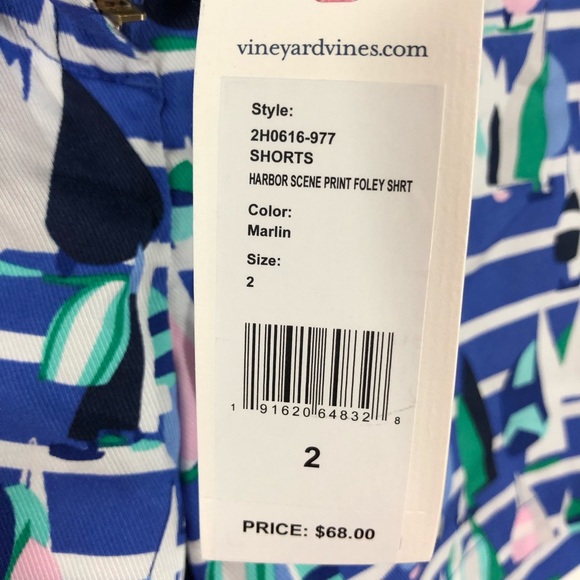 vineyardvines.com
Style:
2H0616-977
SHORTS
HARBOR SCENE PRINT FOLEY SHRT
Color:
Marlin
Size:
2
1 91620 64832 8
2
PRICE: $68.00